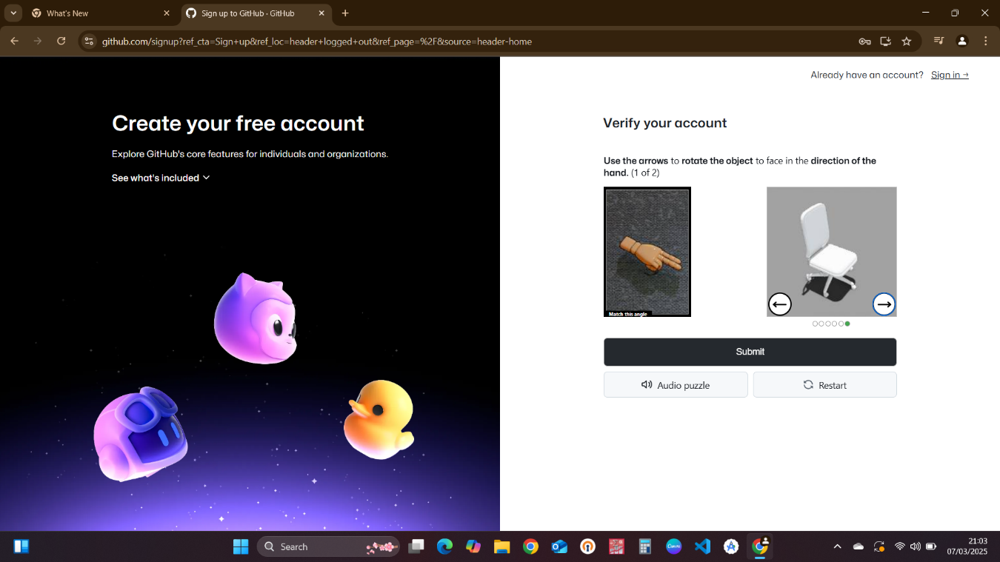 What's New
Sign up to GitHub · GitHub
github.com/signup?ref_cta=Sign+up&ref_loc=header+logged+out&ref_page=%2F&source=header-home
Already have an account? Sign in →
Create your free account
Explore GitHub's core features for individuals and organizations.
See what's included
Verify your account
Use the arrows to rotate the object to face in the direction of the
hand. (1 of 2)
Match this angle
Submit
Audio puzzle
Restart
Search
Canva
21:03
07/03/2025